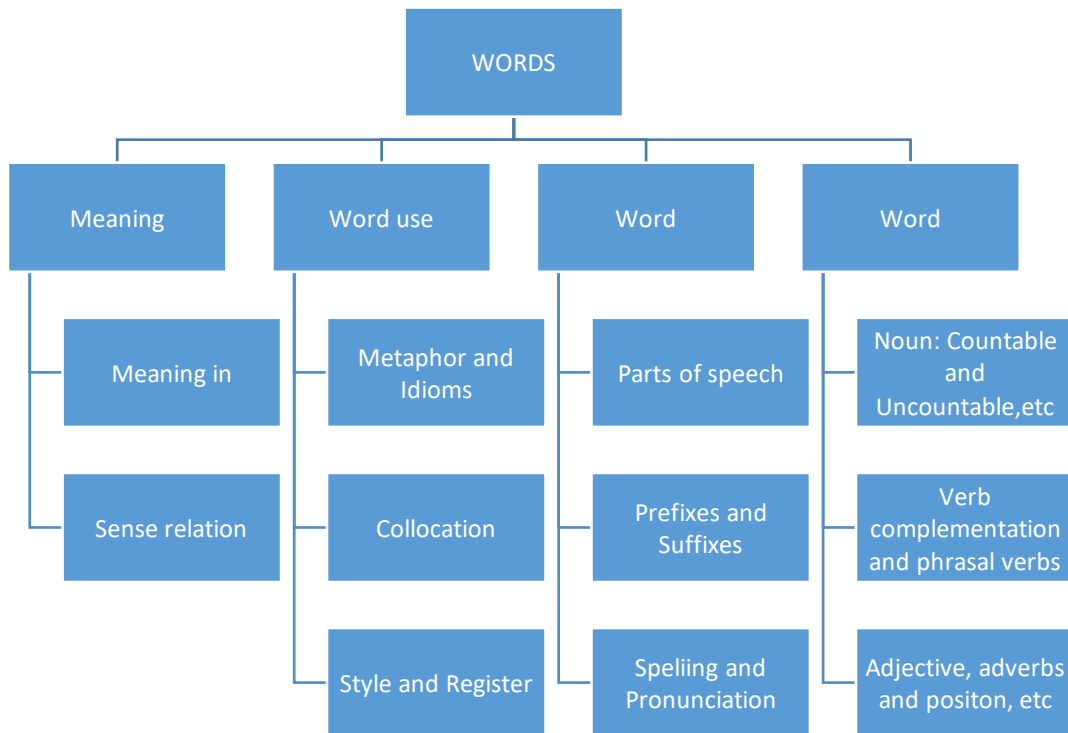 WORDS
Meaning
Word use
Word
Word
Meaning in
Metaphor and
Idioms
Parts of speech
Noun: Countable
and
Uncountable,etc
Sense relation
Collocation
Prefixes and
Suffixes
Verb
complementation
and phrasal verbs
Style and Register
Speliing and
Pronunciation
Adjective, adverbs
and positon, etc